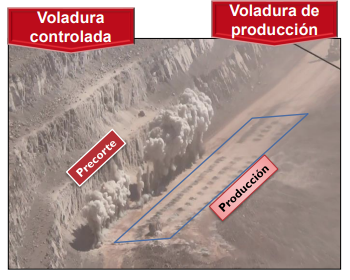 Voladura
controlada
Voladura de
producción
Precorte
Producción